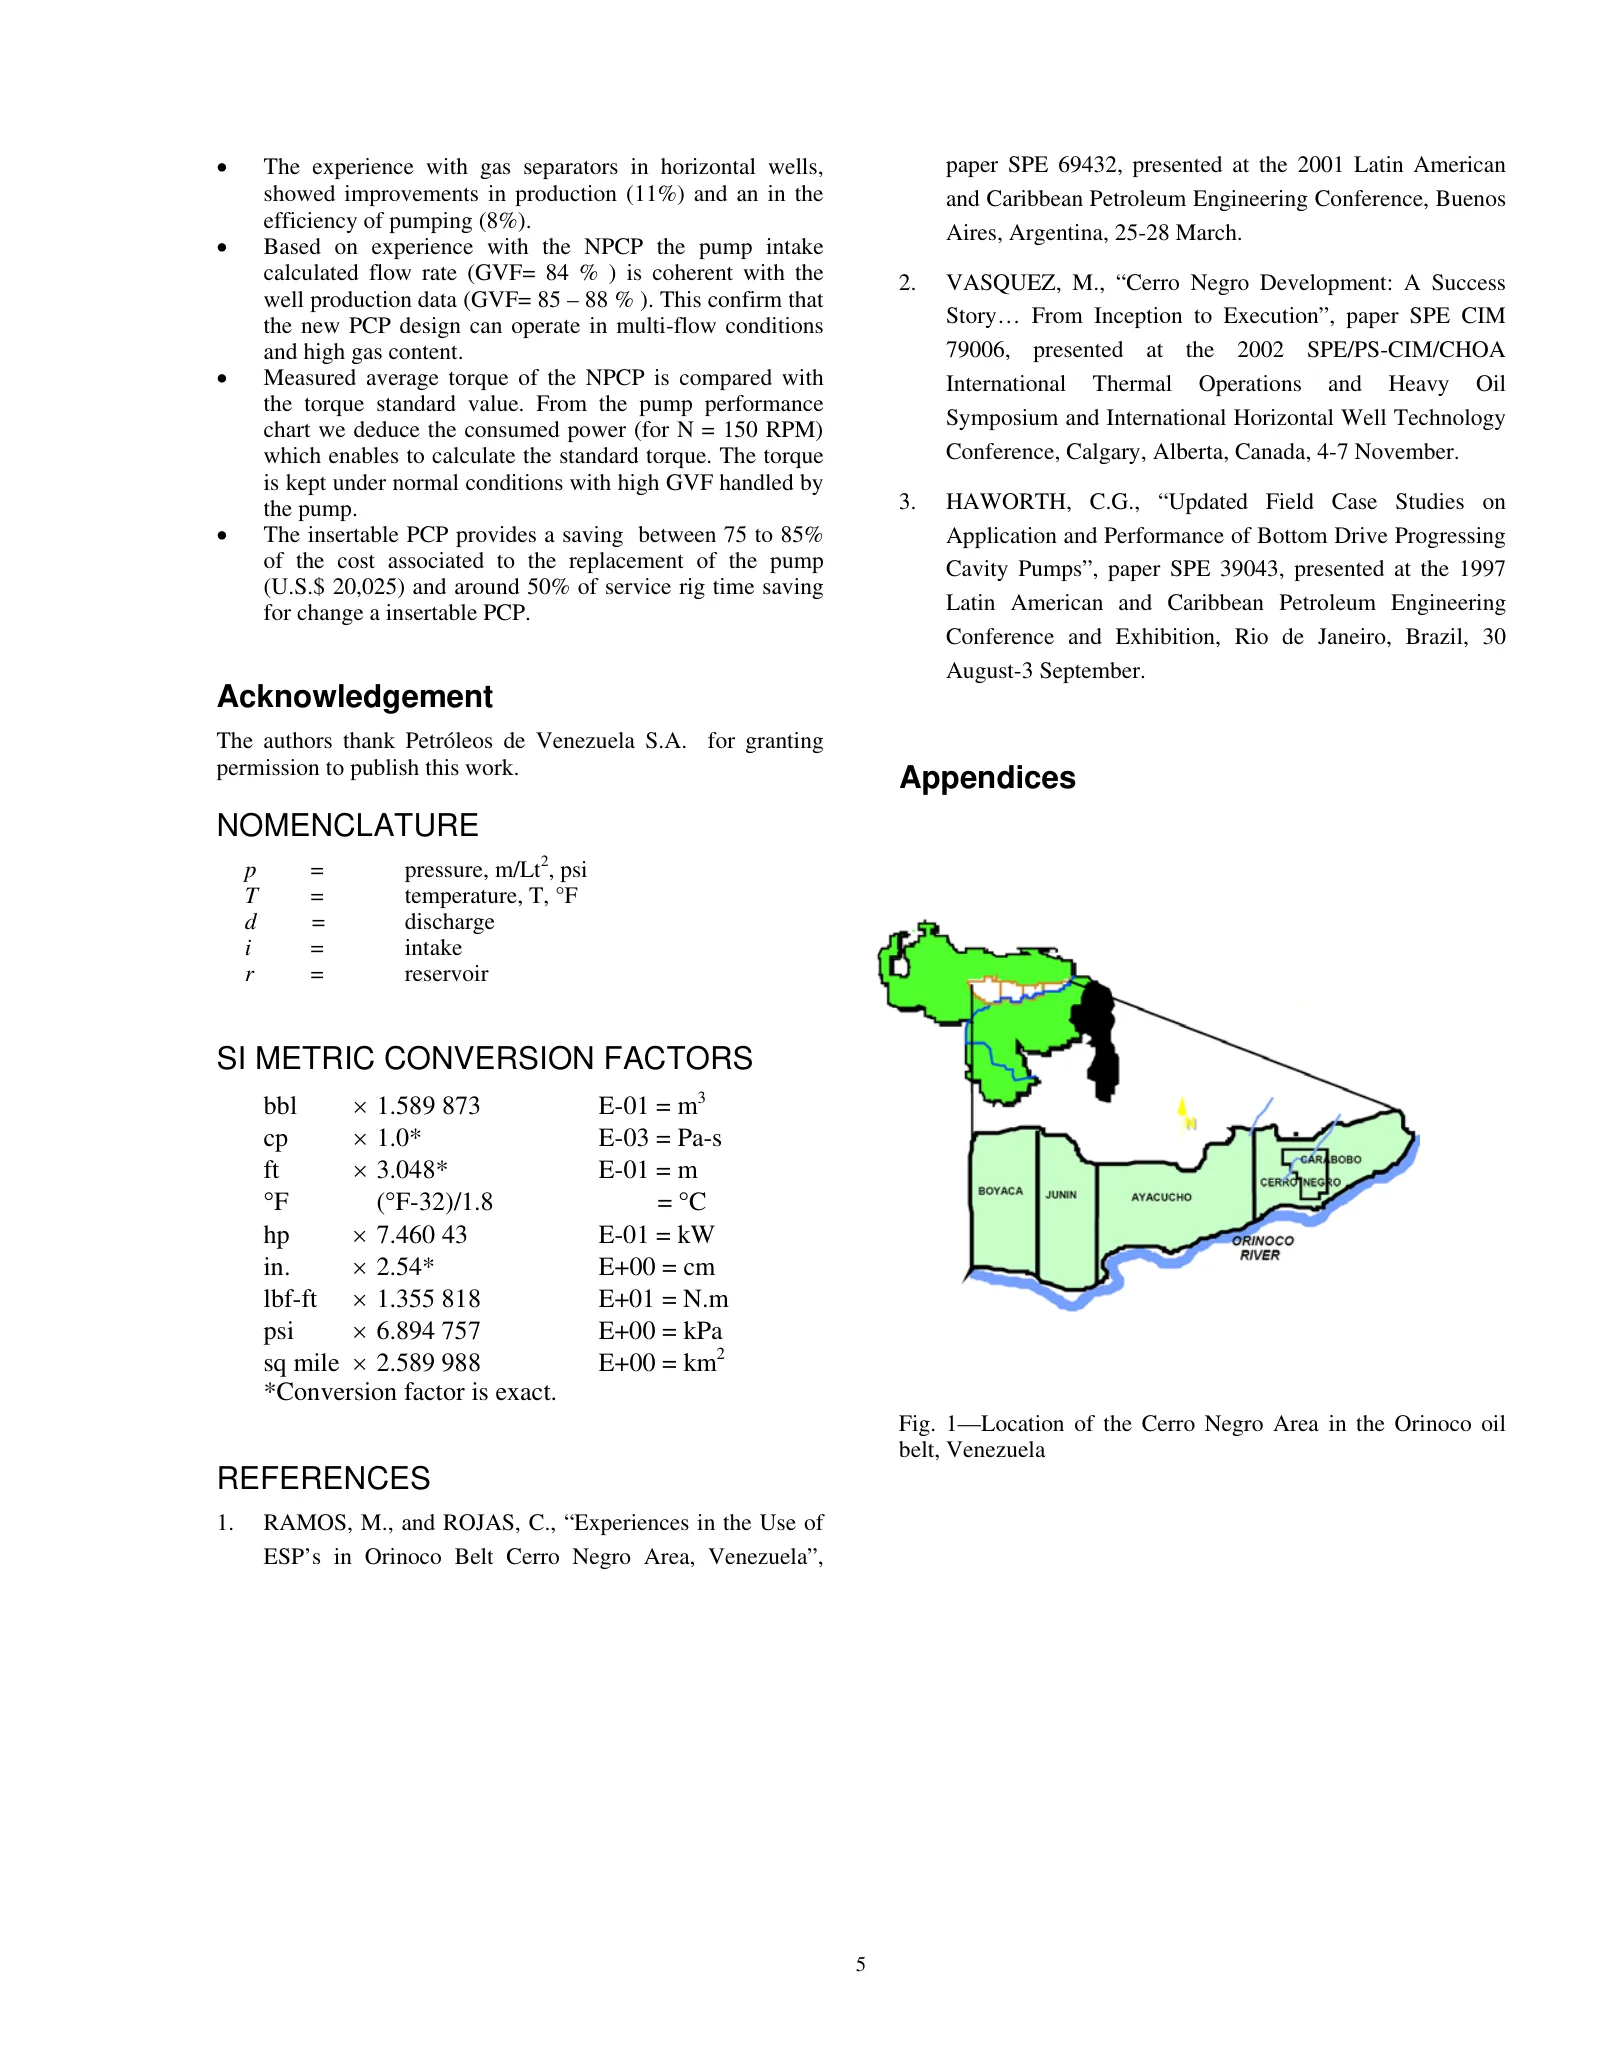 • The experience with gas separators in horizontal wells,
showed improvements in production (11%) and an in the
efficiency of pumping (8%).
• Based on experience with the NPCP the pump intake
calculated flow rate (GVF= 84 % ) is coherent with the
well production data (GVF= 85 – 88 % ). This confirm that
the new PCP design can operate in multi-flow conditions
and high gas content.
• Measured average torque of the NPCP is compared with
the torque standard value. From the pump performance
chart we deduce the consumed power (for N = 150 RPM)
which enables to calculate the standard torque. The torque
is kept under normal conditions with high GVF handled by
the pump.
• The insertable PCP provides a saving between 75 to 85%
of the cost associated to the replacement of the pump
(U.S.$ 20,025) and around 50% of service rig time saving
for change a insertable PCP.
Acknowledgement
The authors thank Petróleos de Venezuela S.A. for granting
permission to publish this work.
NOMENCLATURE
p = pressure, m/Lt², psi
T = temperature, T, °F
d = discharge
i = intake
r = reservoir
SI METRIC CONVERSION FACTORS
bbl × 1.589 873 E-01 = m³
cp × 1.0* E-03 = Pa-s
ft × 3.048* E-01 = m
°F (°F-32)/1.8 = °C
hp × 7.460 43 E-01 = kW
in. × 2.54* E+00 = cm
lbf-ft × 1.355 818 E+01 = N.m
psi × 6.894 757 E+00 = kPa
sq mile × 2.589 988 E+00 = km²
*Conversion factor is exact.
REFERENCES
1. RAMOS, M., and ROJAS, C., “Experiences in the Use of
ESP’s in Orinoco Belt Cerro Negro Area, Venezuela”,
paper SPE 69432, presented at the 2001 Latin American
and Caribbean Petroleum Engineering Conference, Buenos
Aires, Argentina, 25-28 March.
2. VASQUEZ, M., “Cerro Negro Development: A Success
Story… From Inception to Execution”, paper SPE CIM
79006, presented at the 2002 SPE/PS-CIM/CHOA
International Thermal Operations and Heavy Oil
Symposium and International Horizontal Well Technology
Conference, Calgary, Alberta, Canada, 4-7 November.
3. HAWORTH, C.G., “Updated Field Case Studies on
Application and Performance of Bottom Drive Progressing
Cavity Pumps”, paper SPE 39043, presented at the 1997
Latin American and Caribbean Petroleum Engineering
Conference and Exhibition, Rio de Janeiro, Brazil, 30
August-3 September.
Appendices
N
CARABOBO
CERRO NEGRO
BOYACA
JUNIN
AYACUCHO
ORINOCO
RIVER
Fig. 1—Location of the Cerro Negro Area in the Orinoco oil
belt, Venezuela
5